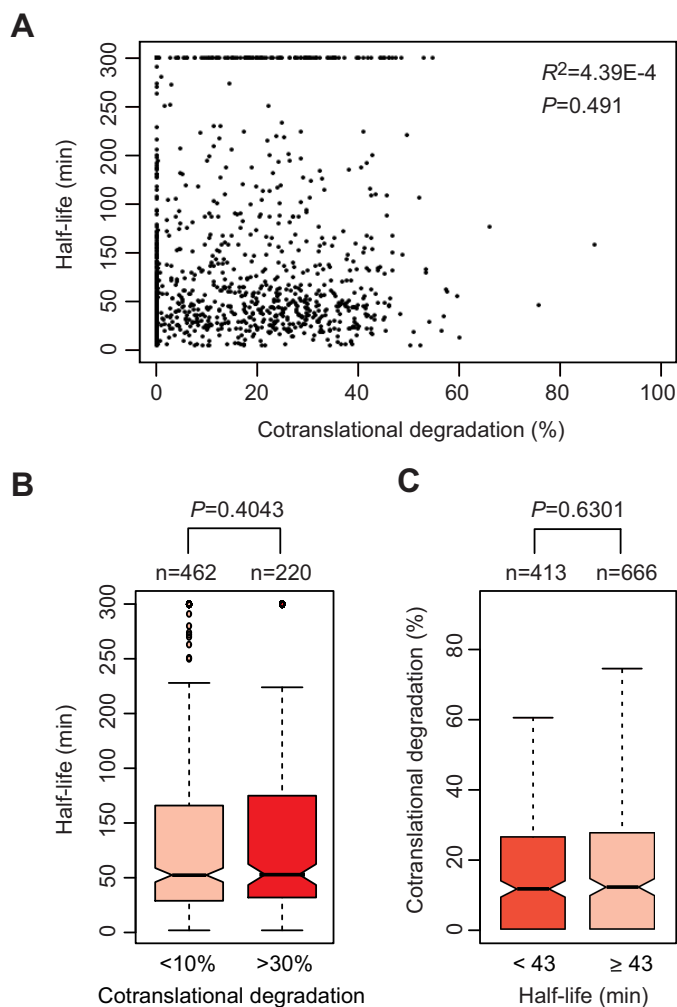 A
R²=4.39E-4
P=0.491
Half-life (min)
300
250
200
100
150
50
0
0 20 40 60 80 100
Cotranslational degradation (%)
B
P=0.4043
n=462 n=220
Half-life (min)
300
250
200
100
150
50
0
<10% >30%
Cotranslational degradation
C
P=0.6301
n=413 n=666
Cotranslational degradation (%)
80
60
40
20
0
< 43 ≥ 43
Half-life (min)